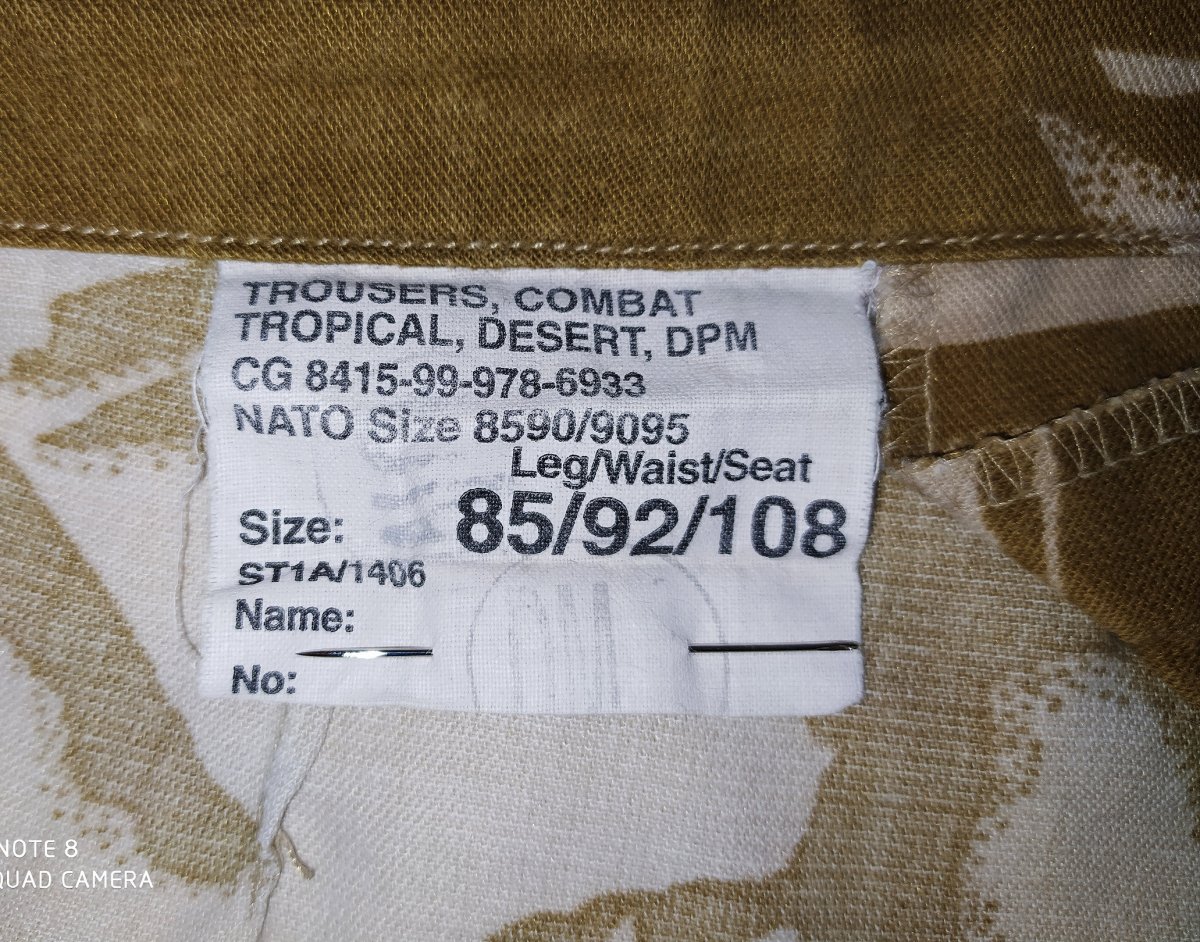 TROUSERS, COMBAT
TROPICAL, DESERT, DPM
CG 8415-99-978-6933
NATO Size 8590/9095
Leg/Waist/Seat
Size: 85/92/108
ST1A/1406
Name:
No:
NOTE 8
QUAD CAMERA